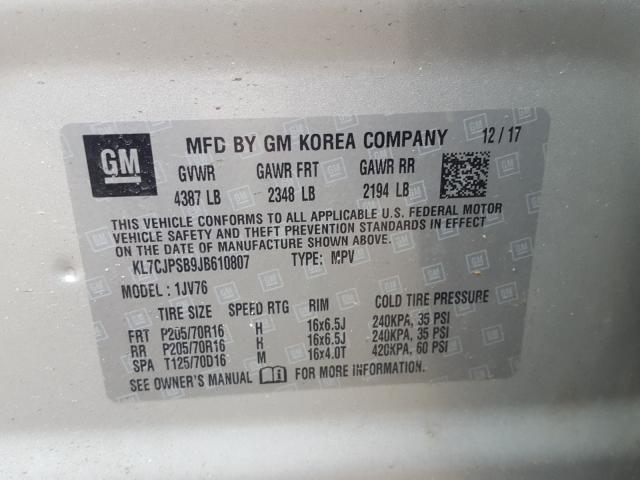 GM MFD BY GM KOREA COMPANY 12/17
GVWR GAWR FRT GAWR RR
4387 LB 2348 LB 2194 LB
THIS VEHICLE CONFORMS TO ALL APPLICABLE U.S. FEDERAL MOTOR
VEHICLE SAFETY AND THEFT PREVENTION STANDARDS IN EFFECT
ON THE DATE OF MANUFACTURE SHOWN ABOVE.
KL7CJPSB9JB610807 TYPE: MPV
MODEL: 1JV76
TIRE SIZE SPEED RTG RIM COLD TIRE PRESSURE
FRT P205/70R16 H 16x6.5J 240KPA, 35 PSI
RR P205/70R16 H 16x6.5J 240KPA, 35 PSI
SPA T125/70D16 M 16x4.0T 420KPA, 60 PSI
SEE OWNER'S MANUAL FOR MORE INFORMATION.